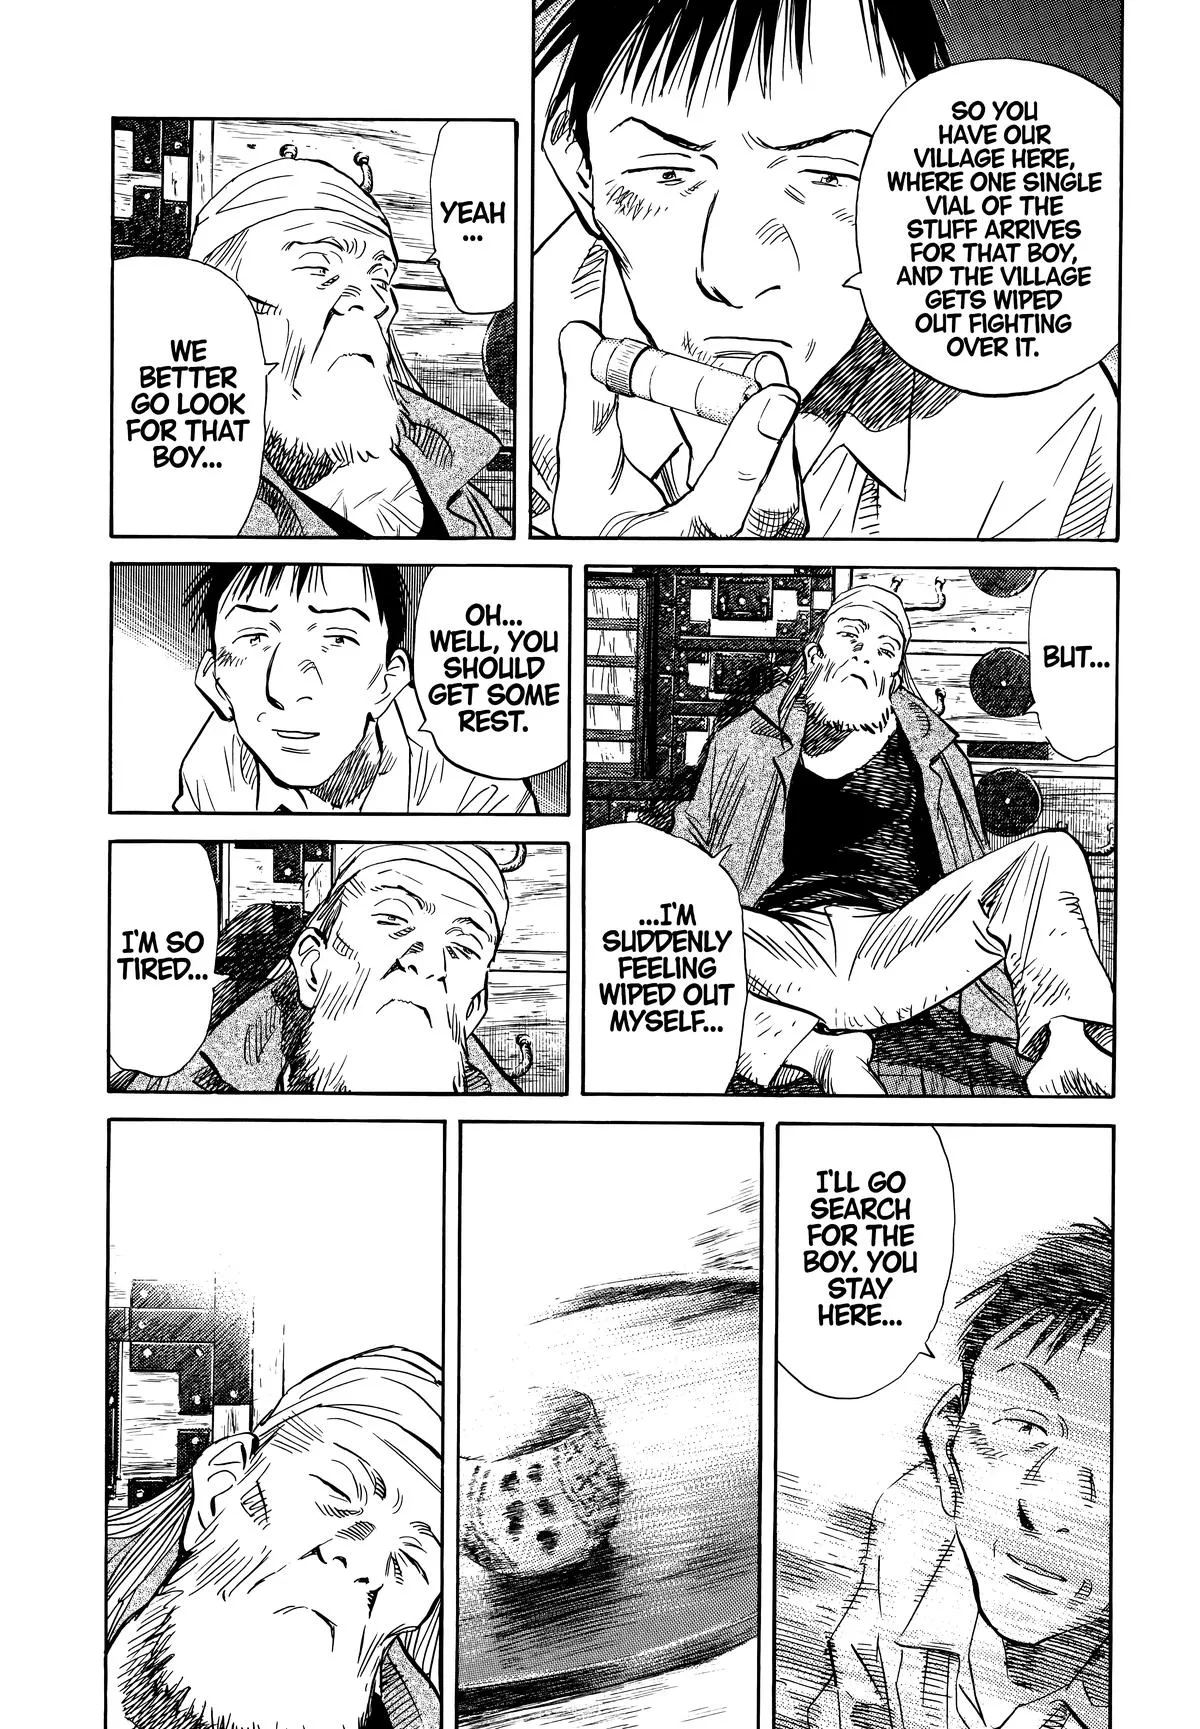 SO YOU
HAVE OUR
VILLAGE HERE,
WHERE ONE SINGLE
VIAL OF THE
STUFF ARRIVES
FOR THAT BOY,
AND THE VILLAGE
GETS WIPED
OUT FIGHTING
OVER IT.
YEAH
...
WE
BETTER
GO LOOK
FOR THAT
BOY...
BUT...
...I'M
SUDDENLY
FEELING
WIPED OUT
MYSELF...
OH...
WELL, YOU
SHOULD
GET SOME
REST.
I'M SO
TIRED...
I'LL GO
SEARCH
FOR THE
BOY. YOU
STAY
HERE...